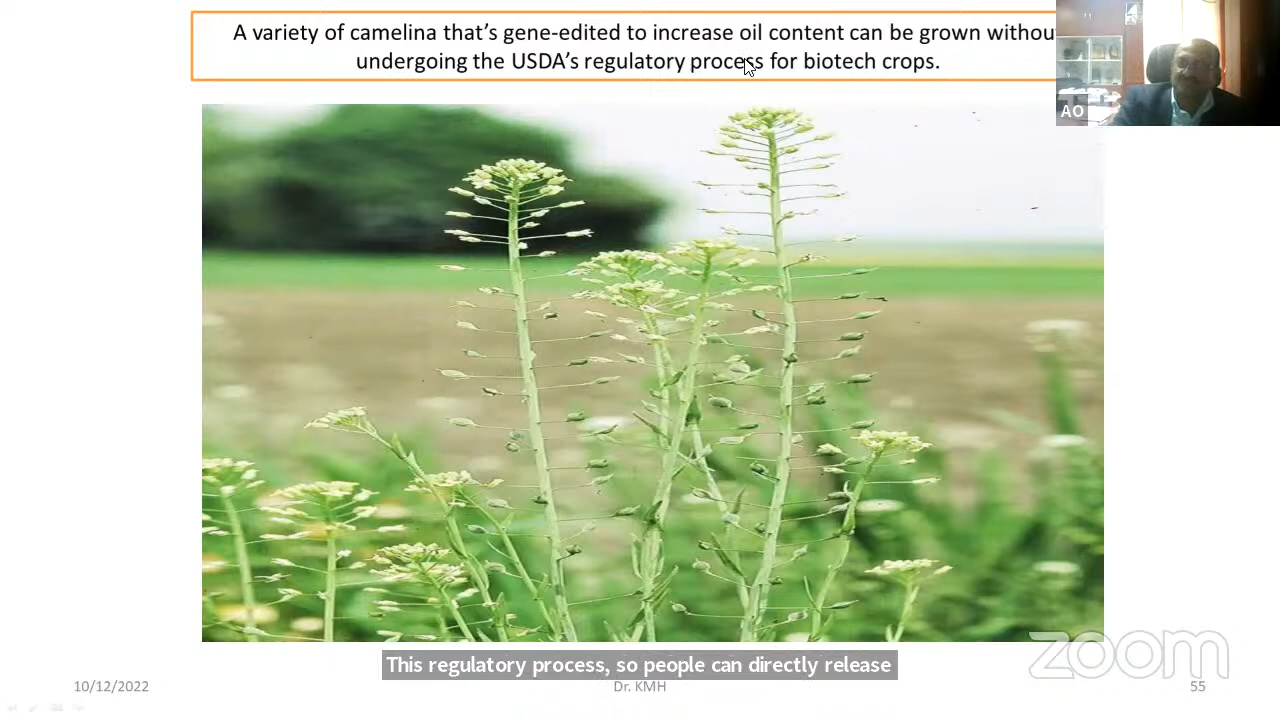 A variety of camelina that's gene-edited to increase oil content can be grown withou
undergoing the USDA's regulatory process for biotech crops.
AO
This regulatory process, so people can directly release
zoom
10/12/2022
Dr. KMH
55